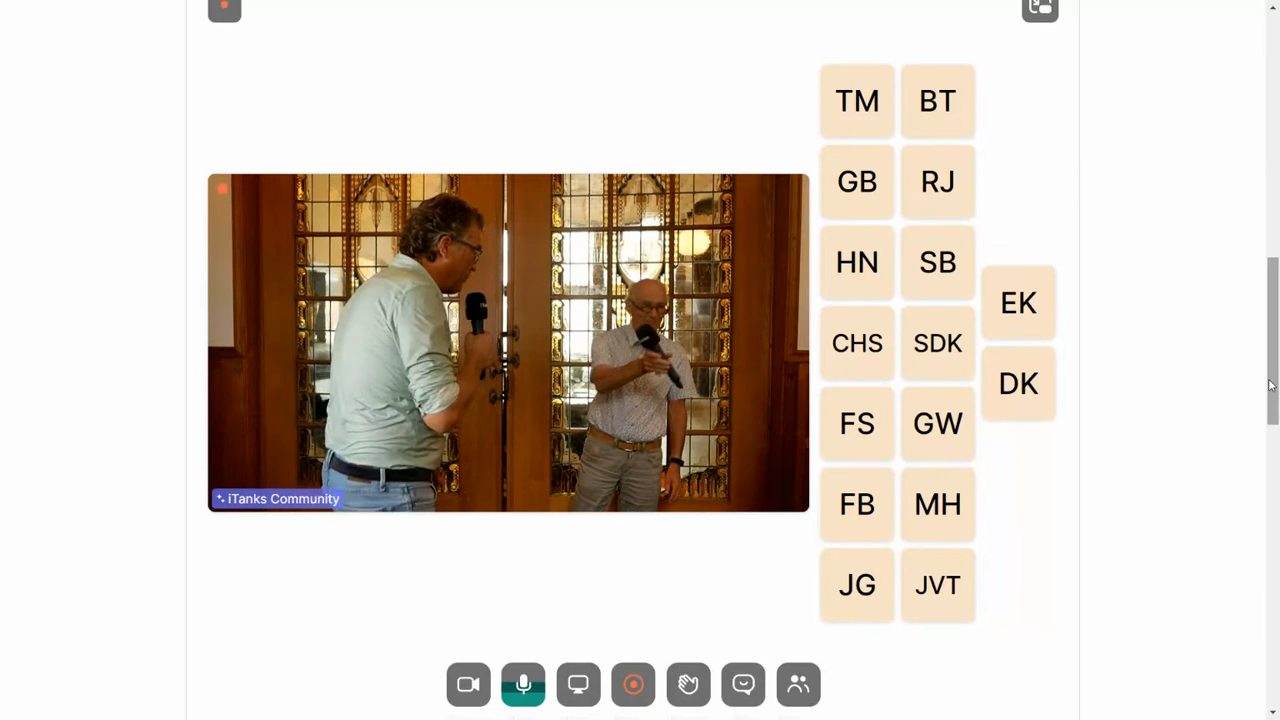 TM BT
GB RJ
HN SB
EK
CHS SDK
DK
FS GW
FB MH
iTanks Community
JG JVT